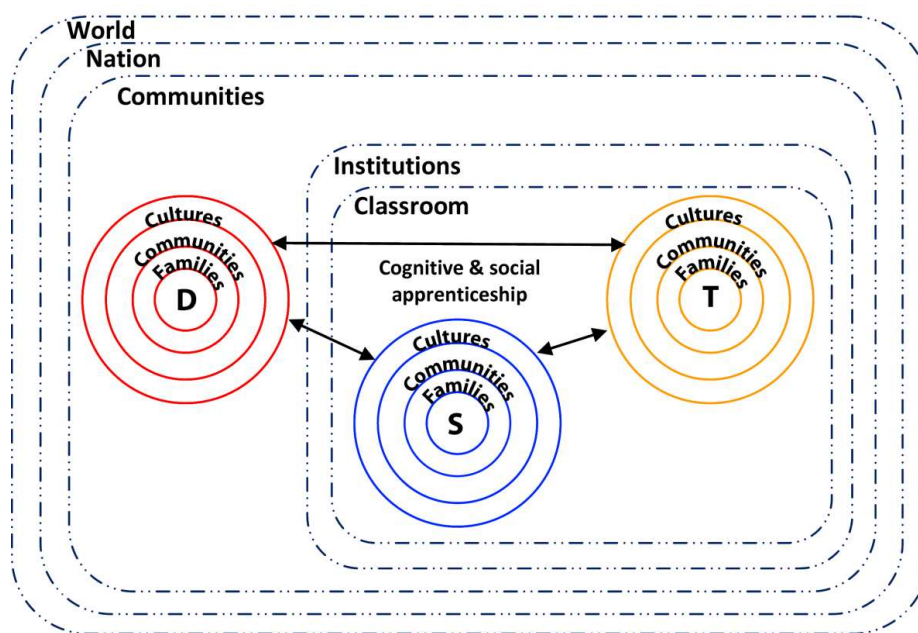 World
Nation
Communities
Institutions
Classroom
Cultures
Communities
Families
D
Cultures
Communities
Families
T
Cognitive & social
apprenticeship
Cultures
Communities
Families
S